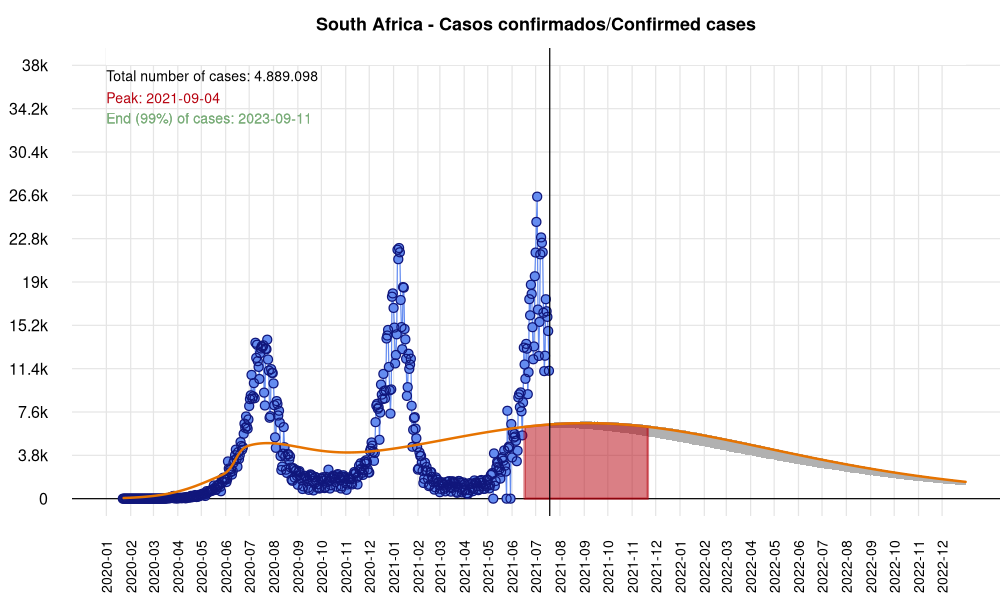 South Africa - Casos confirmados/Confirmed cases
Total number of cases: 4.889.098
Peak: 2021-09-04
End (99%) of cases: 2023-09-11
38k
34.2k
30.4k
26.6k
22.8k
19k
15.2k
11.4k
7.6k
3.8k
0
2020-01
2020-02
2020-03
2020-04
2020-05
2020-06
2020-07
2020-08
2020-09
2020-10
2020-11
2020-12
2021-01
2021-02
2021-03
2021-04
2021-05
2021-06
2021-07
2021-08
2021-09
2021-10
2021-11
2021-12
2022-01
2022-02
2022-03
2022-04
2022-05
2022-06
2022-07
2022-08
2022-09
2022-10
2022-11
2022-12